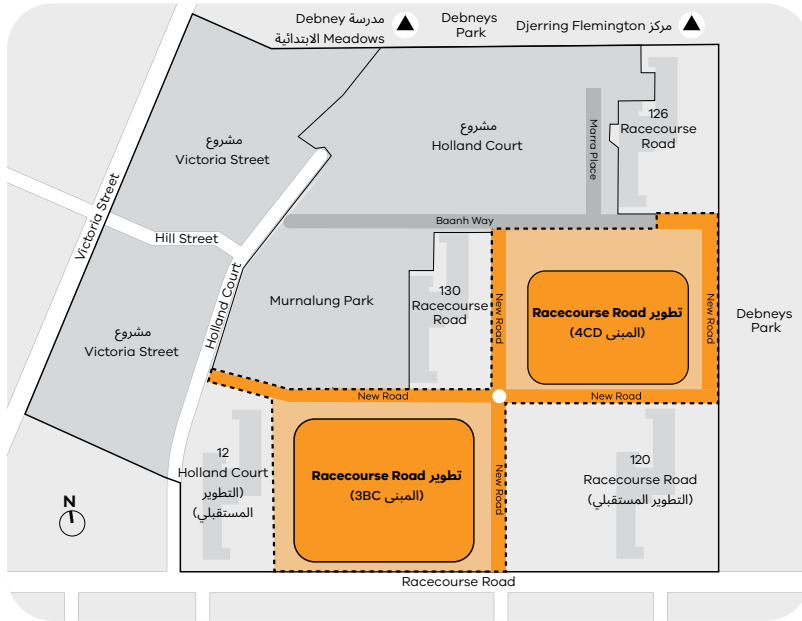 مدرسة Debney
Meadows الابتدائية
Debneys
Park
مركز Djerring Flemington
مشروع
Victoria Street
مشروع
Holland Court
Marra Place
126
Racecourse
Road
Victoria Street
Hill Street
Baanh Way
Holland Court
Murnalung Park
130
Racecourse
Road
New Road
تطوير Racecourse Road
(المبنى 4CD)
New Road
Debneys
Park
مشروع
Victoria Street
New Road
New Road
12
Holland Court
(التطوير
المستقبلي)
تطوير Racecourse Road
(المبنى 3BC)
New Road
120
Racecourse Road
(التطوير المستقبلي)
N
Racecourse Road